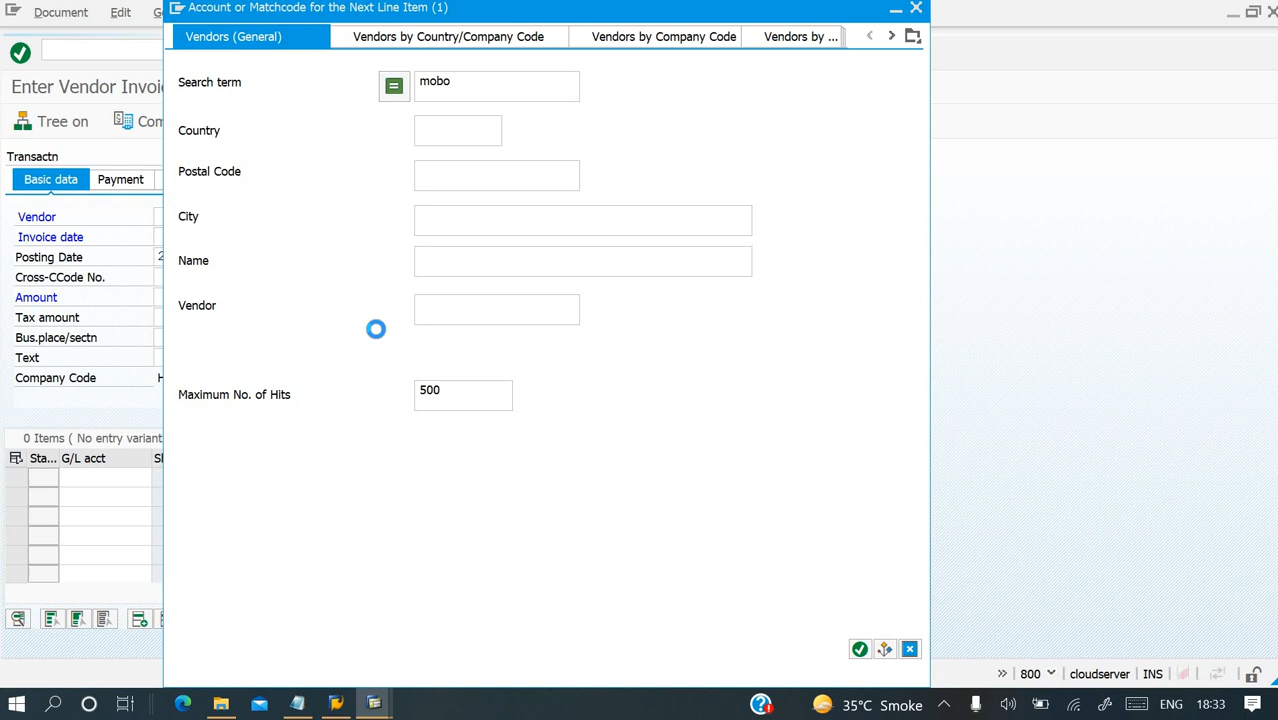 Document Edit G
Account or Matchcode for the Next Line Item (1)
Vendors (General) Vendors by Country/Company Code Vendors by Company Code Vendors by ...
Enter Vendor Invoi
Tree on Com
Transactn
Basic data Payment
Vendor
Invoice date
Posting Date 2
Cross-CCode No.
Amount
Tax amount
Bus.place/sectn
Text
Company Code H
0 Items ( No entry variant
Sta... G/L acct S
Search term mobo
Country
Postal Code
City
Name
Vendor
Maximum No. of Hits 500
800 cloudserver INS
35°C Smoke ENG 18:33